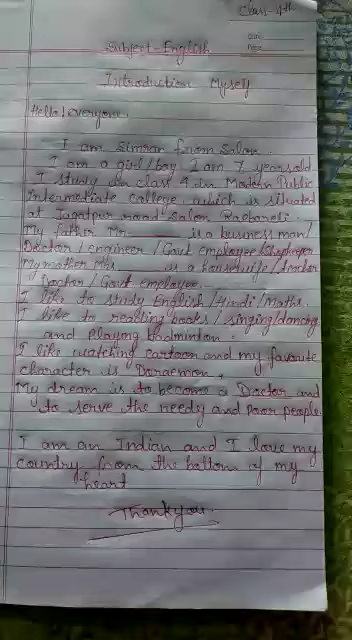 Class-4th
Subject-English
Introduction Myself
Hello! everyone.
I am Simran from Salon.
I am a girl/boy I am 7 years old
I study in class 4 in Modern Public
Intermediate college which is situated
at Jagatpur road Salon Raebareli.
My father Mr. ______ is a business man/
Doctor/engineer/Govt employee/Shopkeeper
My mother Mrs ______ is a housewife/teacher
Doctor/Govt employee.
I like to study English/Hindi/Maths.
I like to reading books/singing/dancing
and playing badminton.
I like watching cartoon and my favourite
character is Doraemon.
My dream is to become a Doctor and
to serve the needy and poor people.
I am an Indian and I love my
country from the bottom of my
heart
Thankyou.